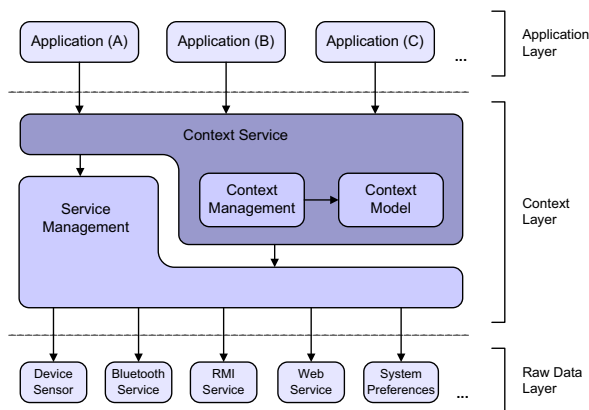 Application (A)
Application (B)
Application (C)
...
Application
Layer
Context Service
Context
Management
Context
Model
Service
Management
Context
Layer
Device
Sensor
Bluetooth
Service
RMI
Service
Web
Service
System
Preferences
...
Raw Data
Layer